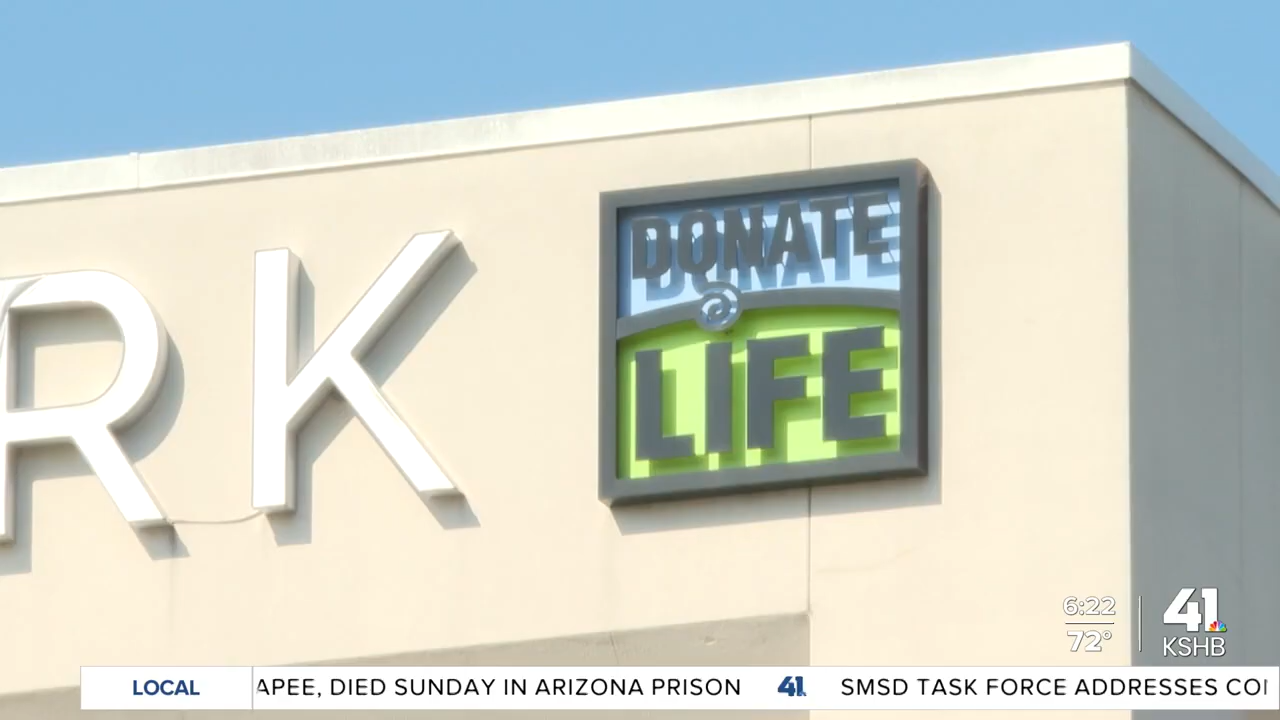 RK
DONATE
LIFE
6:22
72°
41
KSHB
LOCAL
APEE, DIED SUNDAY IN ARIZONA PRISON 41 SMSD TASK FORCE ADDRESSES